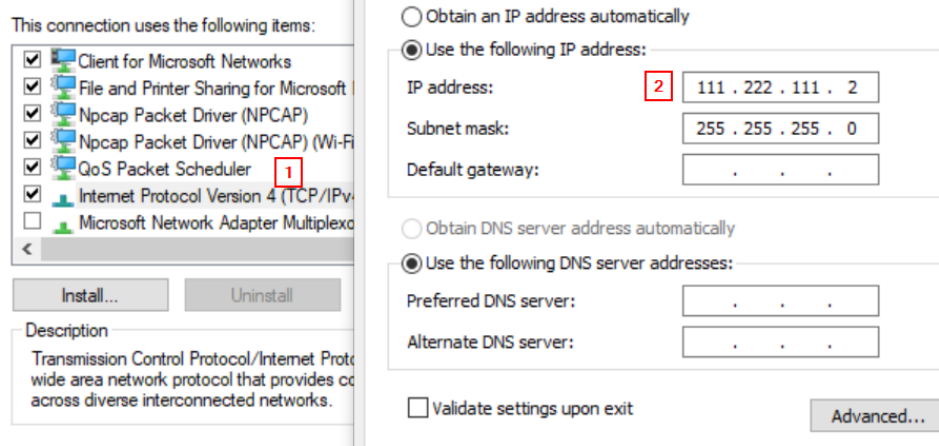 This connection uses the following items:
Client for Microsoft Networks
File and Printer Sharing for Microsoft
Npcap Packet Driver (NPCAP)
Npcap Packet Driver (NPCAP) (Wi-Fi
QoS Packet Scheduler
1
Internet Protocol Version 4 (TCP/IPv4
Microsoft Network Adapter Multiplexo
Install...
Uninstall
Description
Transmission Control Protocol/Internet Proto
wide area network protocol that provides co
across diverse interconnected networks.
Obtain an IP address automatically
Use the following IP address:
IP address: 2 111 . 222 . 111 . 2
Subnet mask: 255 . 255 . 255 . 0
Default gateway: . . .
Obtain DNS server address automatically
Use the following DNS server addresses:
Preferred DNS server: . . .
Alternate DNS server: . . .
Validate settings upon exit
Advanced...